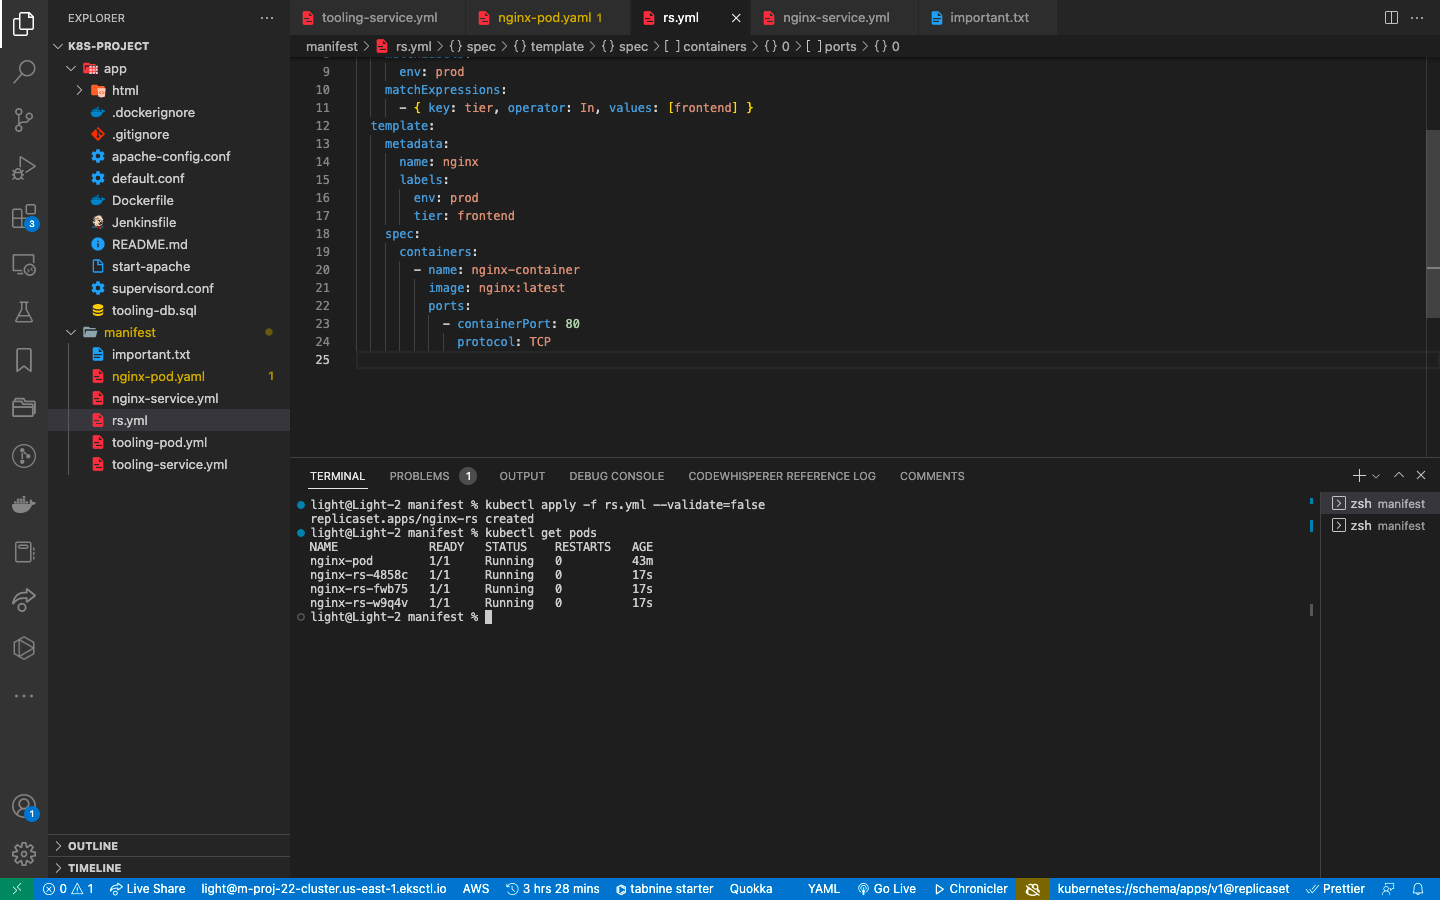 EXPLORER
tooling-service.yml
nginx-pod.yaml 1
rs.yml
nginx-service.yml
important.txt
K8S-PROJECT
app
html
.dockerignore
.gitignore
apache-config.conf
default.conf
Dockerfile
Jenkinsfile
README.md
start-apache
supervisord.conf
tooling-db.sql
manifest
important.txt
nginx-pod.yaml 1
nginx-service.yml
rs.yml
tooling-pod.yml
tooling-service.yml
OUTLINE
TIMELINE
3
1
manifest > rs.yml > {} spec > {} template > {} spec > [ ] containers > {} 0 > [ ] ports > {} 0
9 env: prod
10 matchExpressions:
11 - { key: tier, operator: In, values: [frontend] }
12 template:
13 metadata:
14 name: nginx
15 labels:
16 env: prod
17 tier: frontend
18 spec:
19 containers:
20 - name: nginx-container
21 image: nginx:latest
22 ports:
23 - containerPort: 80
24 protocol: TCP
25
TERMINAL PROBLEMS 1 OUTPUT DEBUG CONSOLE CODEWHISPERER REFERENCE LOG COMMENTS
light@Light-2 manifest % kubectl apply -f rs.yml --validate=false
replicaset.apps/nginx-rs created
light@Light-2 manifest % kubectl get pods
NAME READY STATUS RESTARTS AGE
nginx-pod 1/1 Running 0 43m
nginx-rs-4858c 1/1 Running 0 17s
nginx-rs-fwb75 1/1 Running 0 17s
nginx-rs-w9q4v 1/1 Running 0 17s
light@Light-2 manifest %
zsh manifest
zsh manifest
0 1 Live Share light@m-proj-22-cluster.us-east-1.eksctl.io AWS 3 hrs 28 mins tabnine starter Quokka YAML Go Live Chronicler kubernetes://schema/apps/v1@replicaset Prettier